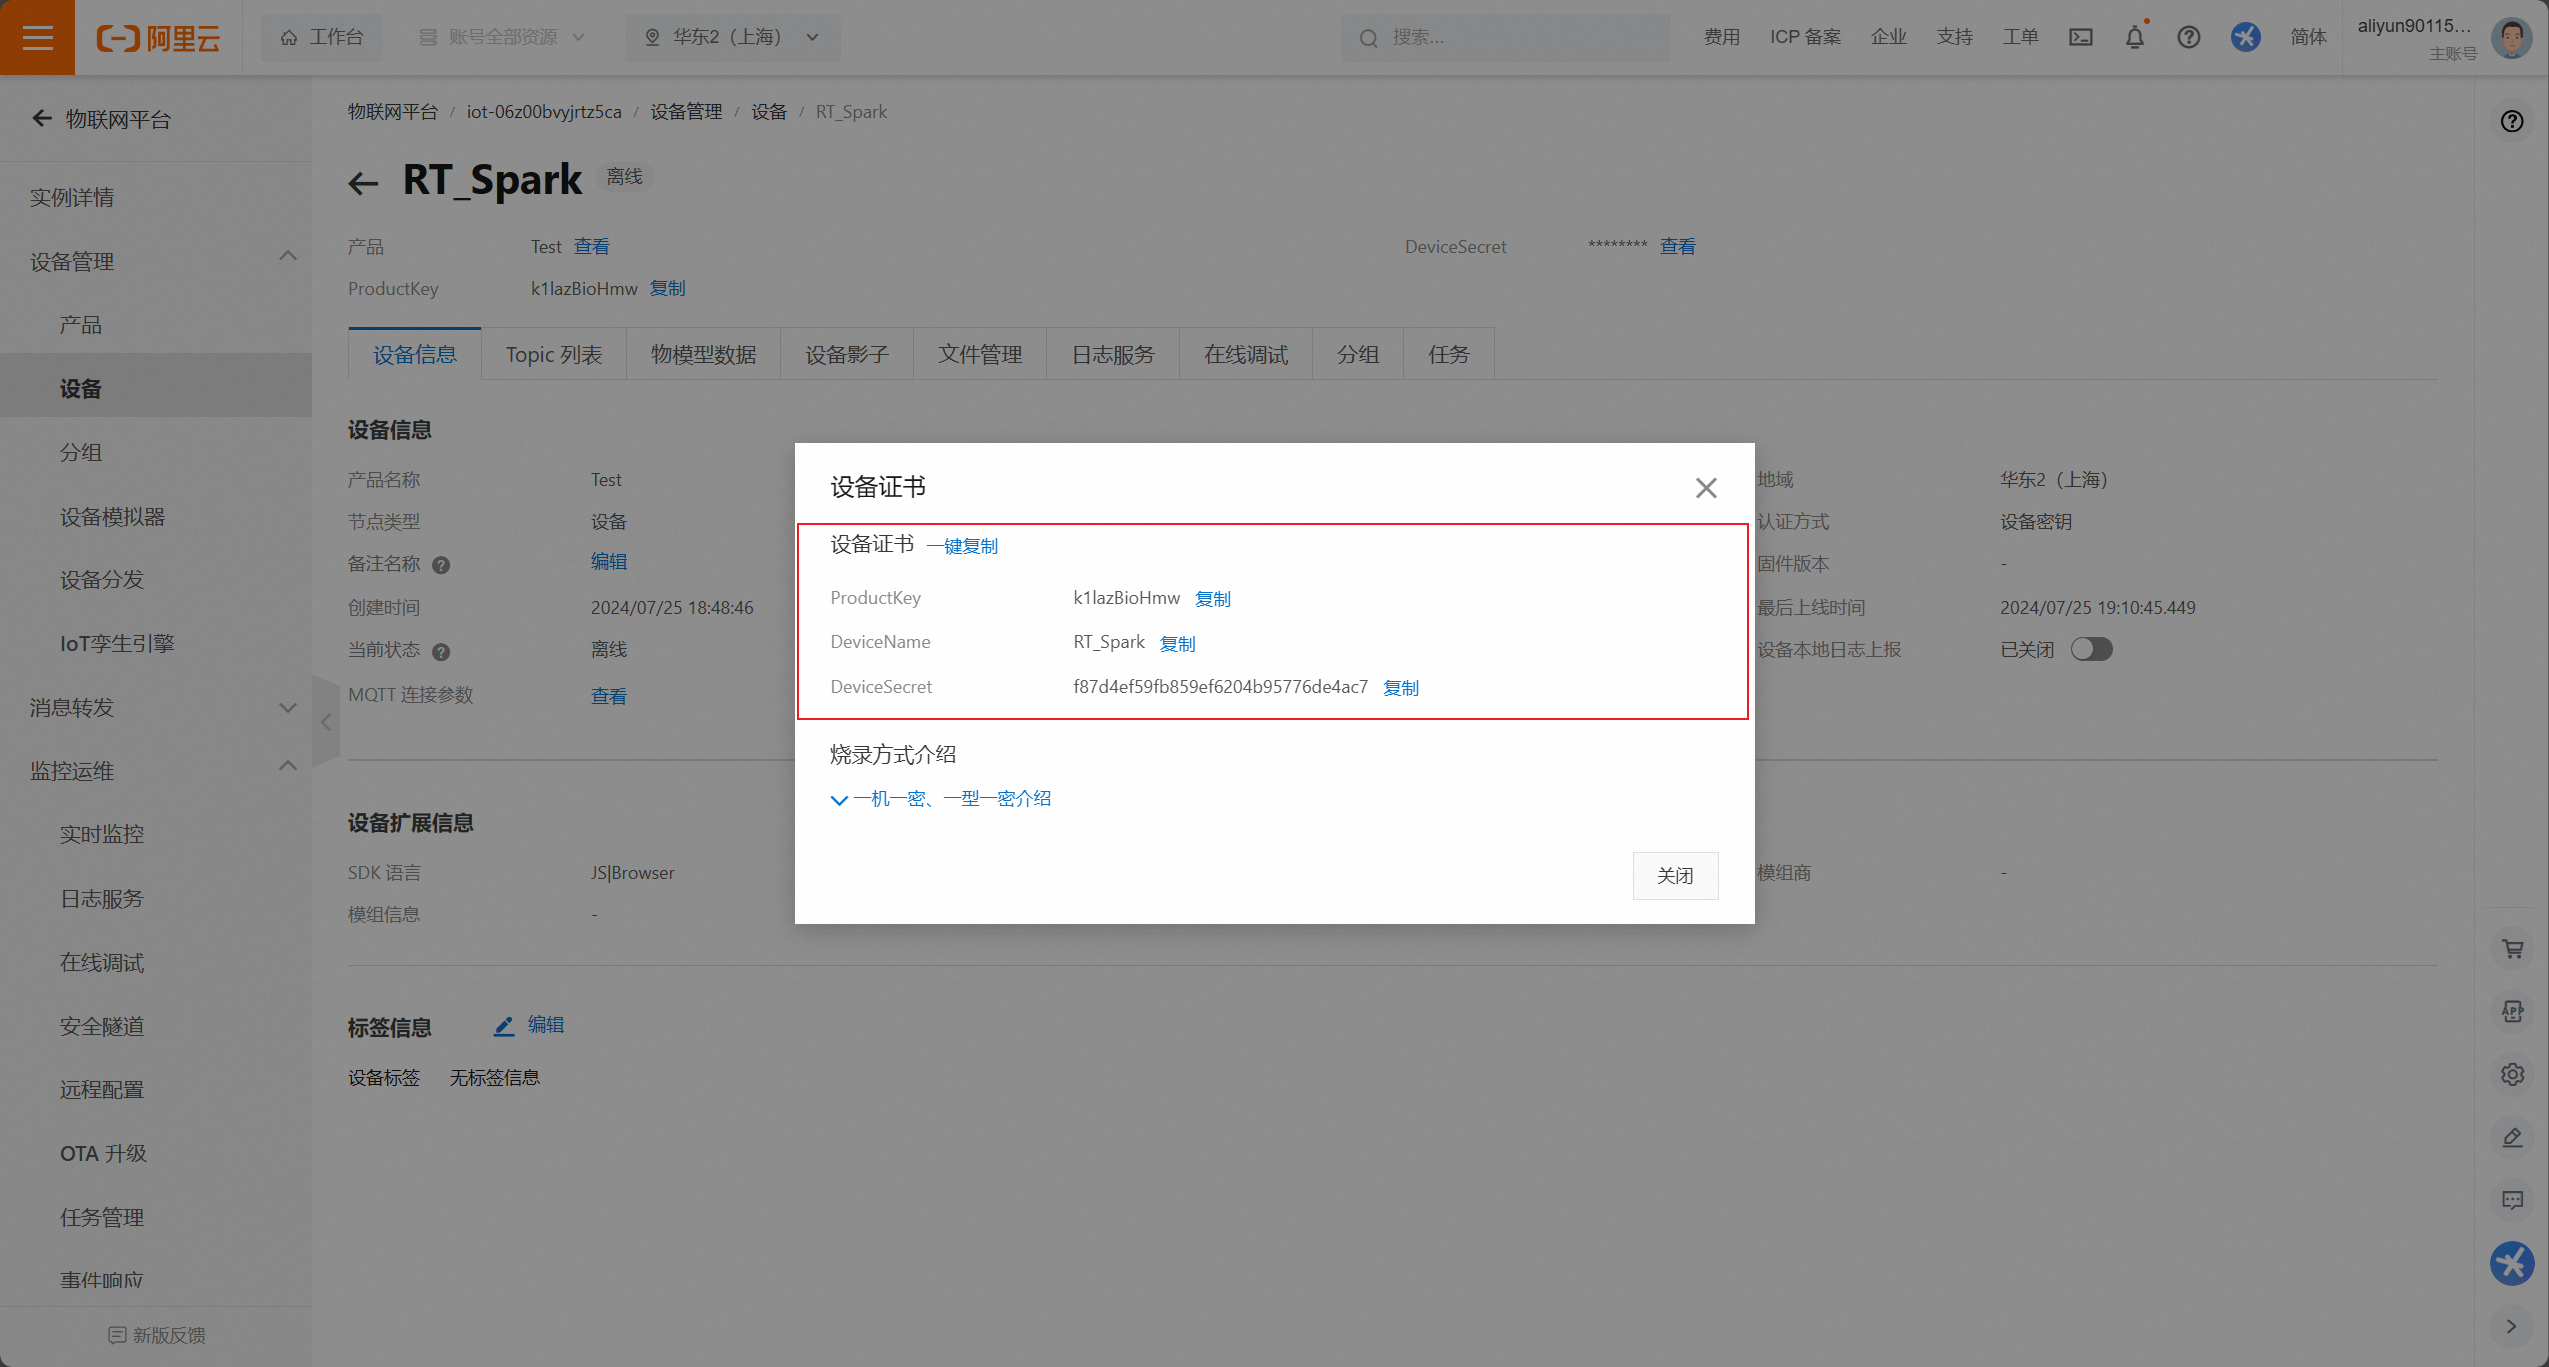 阿里云
工作台
账号全部资源
华东2（上海）
搜索...
费用
ICP 备案
企业
支持
工单
简体
aliyun90115...
主账号
物联网平台
实例详情
设备管理
产品
设备
分组
设备模拟器
设备分发
IoT孪生引擎
消息转发
监控运维
实时监控
日志服务
在线调试
安全隧道
远程配置
OTA 升级
任务管理
事件响应
新版反馈
物联网平台 / iot-06z00bvyjrtz5ca / 设备管理 / 设备 / RT_Spark
RT_Spark 离线
产品 Test 查看
DeviceSecret ******** 查看
ProductKey k1lazBioHmw 复制
设备信息 Topic 列表 物模型数据 设备影子 文件管理 日志服务 在线调试 分组 任务
设备信息
产品名称 Test
地域 华东2（上海）
节点类型 设备
认证方式 设备密钥
备注名称 编辑
固件版本 -
创建时间 2024/07/25 18:48:46
最后上线时间 2024/07/25 19:10:45.449
当前状态 离线
设备本地日志上报 已关闭
MQTT 连接参数 查看
设备扩展信息
SDK 语言 JS|Browser
模组商 -
模组信息 -
标签信息 编辑
设备标签 无标签信息
设备证书
设备证书 一键复制
ProductKey k1lazBioHmw 复制
DeviceName RT_Spark 复制
DeviceSecret f87d4ef59fb859ef6204b95776de4ac7 复制
烧录方式介绍
一机一密、一型一密介绍
关闭
APP